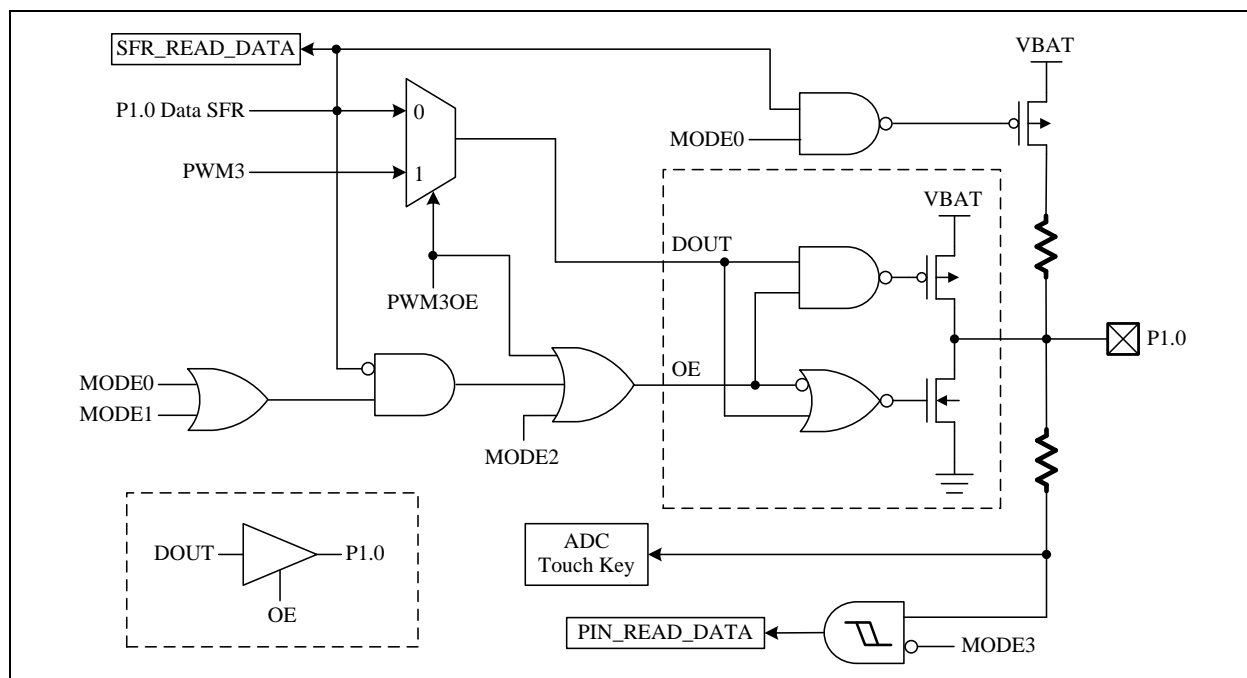 SFR_READ_DATA
VBAT
P1.0 Data SFR
0
MODE0
PWM3
1
VBAT
DOUT
PWM3OE
P1.0
MODE0
OE
MODE1
MODE2
DOUT
P1.0
OE
ADC
Touch Key
PIN_READ_DATA
MODE3